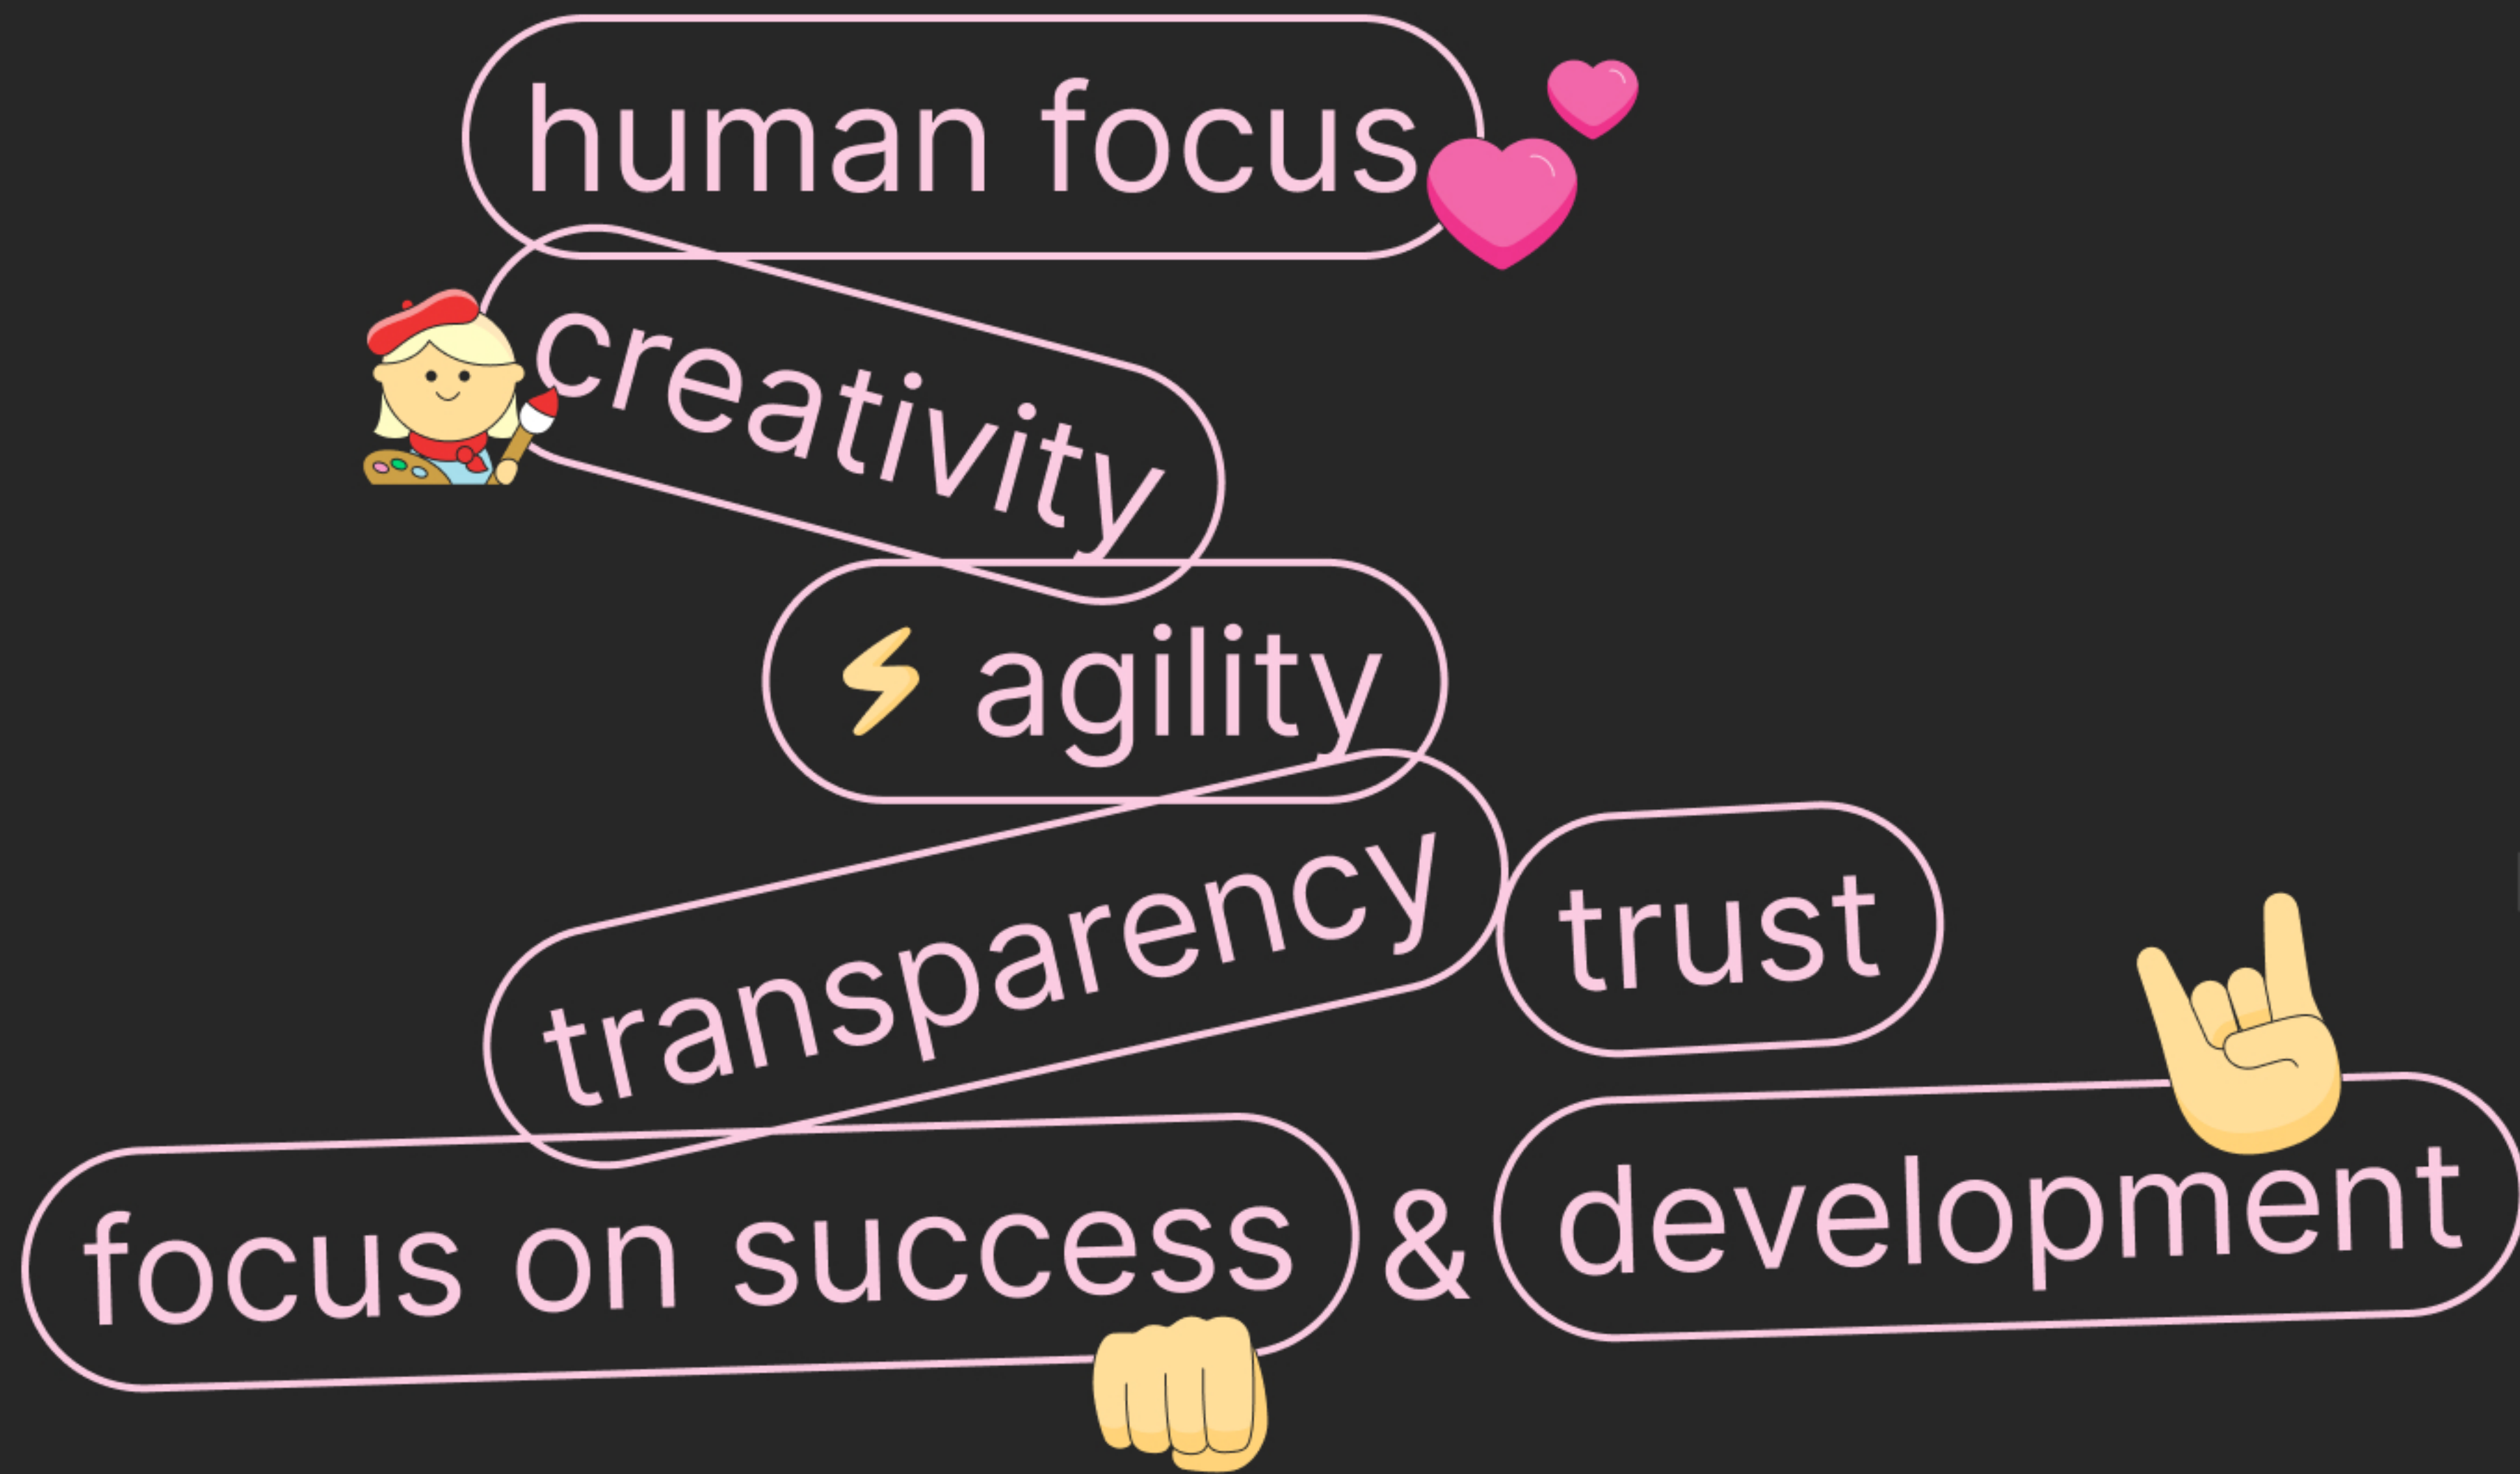 human focus
creativity
agility
transparency
trust
focus on success & development